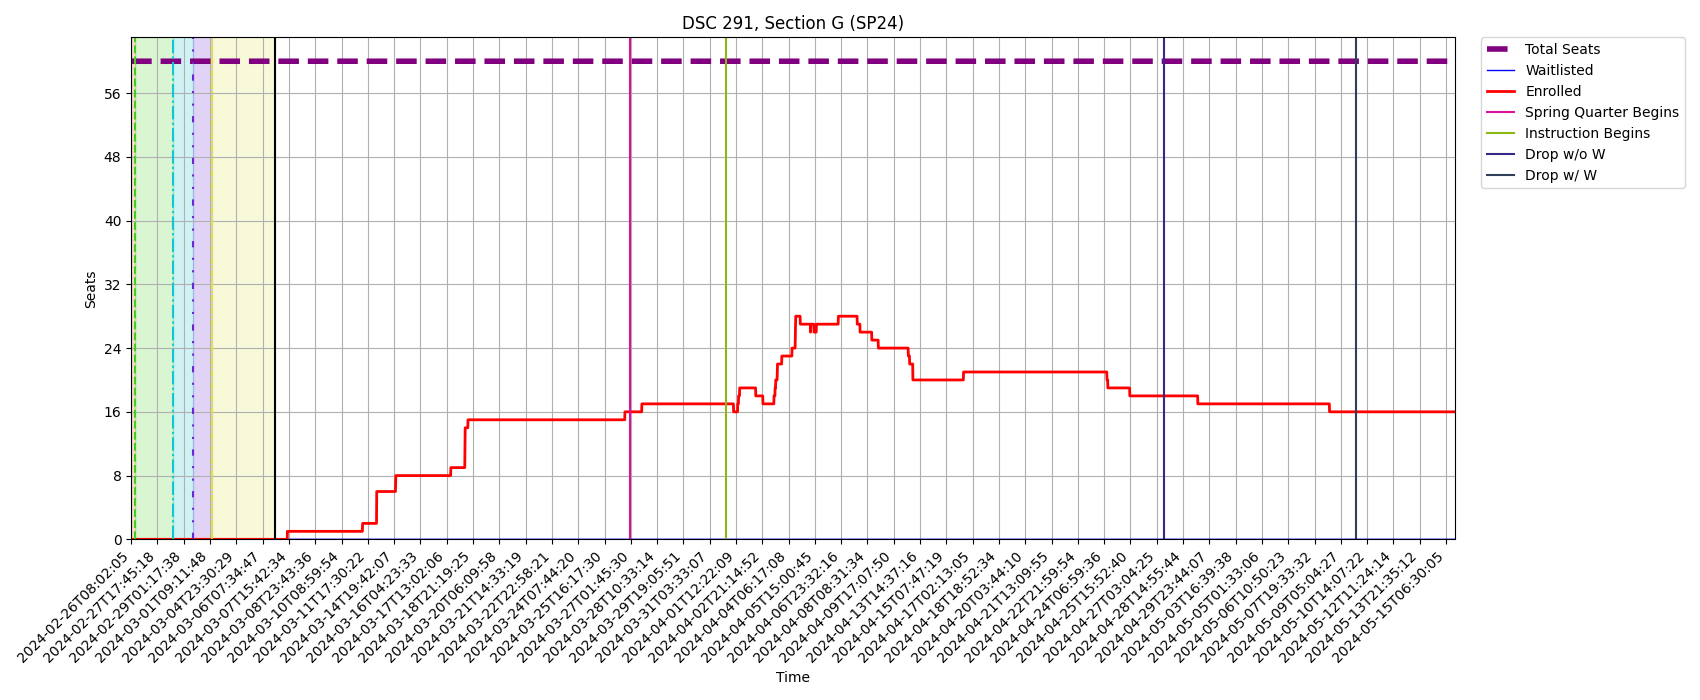 DSC 291, Section G (SP24)
Total Seats
Waitlisted
Enrolled
Spring Quarter Begins
Instruction Begins
Drop w/o W
Drop w/ W
Seats
56
48
40
32
24
16
8
0
2024-02-26T08:02:05
2024-02-27T17:45:18
2024-02-29T01:17:38
2024-03-01T09:11:48
2024-03-04T23:30:29
2024-03-06T07:34:47
2024-03-07T15:42:34
2024-03-08T23:43:36
2024-03-10T08:59:54
2024-03-11T17:30:22
2024-03-14T19:42:07
2024-03-16T04:23:33
2024-03-17T13:02:06
2024-03-18T21:19:25
2024-03-20T06:09:58
2024-03-21T14:33:19
2024-03-22T22:58:21
2024-03-24T07:44:20
2024-03-25T16:17:30
2024-03-27T01:45:30
2024-03-28T10:33:14
2024-03-29T19:05:51
2024-03-31T03:33:07
2024-04-01T12:22:09
2024-04-02T21:14:52
2024-04-04T06:17:08
2024-04-05T15:00:45
2024-04-06T23:32:16
2024-04-08T08:31:34
2024-04-09T17:07:50
2024-04-13T14:37:16
2024-04-15T07:47:19
2024-04-17T02:13:05
2024-04-18T18:52:34
2024-04-20T03:44:10
2024-04-21T13:09:55
2024-04-22T21:59:54
2024-04-24T06:59:36
2024-04-25T15:52:40
2024-04-27T03:04:25
2024-04-28T14:55:44
2024-04-29T23:44:07
2024-05-03T16:39:38
2024-05-05T01:33:06
2024-05-06T10:50:23
2024-05-07T19:33:32
2024-05-09T05:04:27
2024-05-10T14:07:22
2024-05-12T11:24:14
2024-05-13T21:35:12
2024-05-15T06:30:05
Time